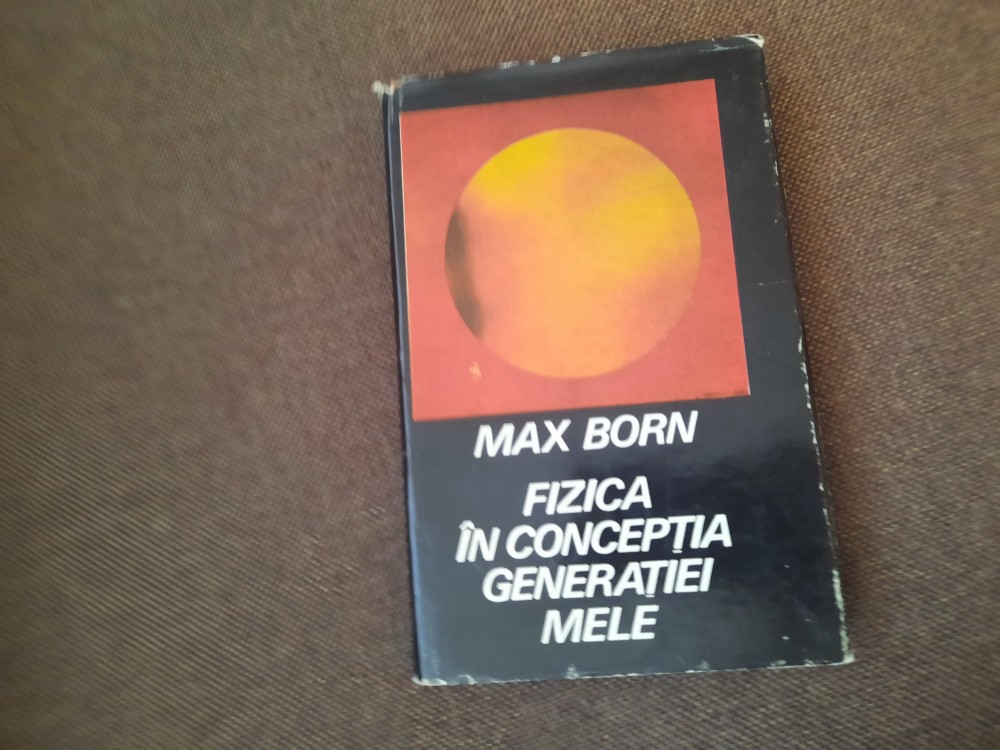 MAX BORN
FIZICA
ÎN CONCEPȚIA
GENERAȚIEI
MELE